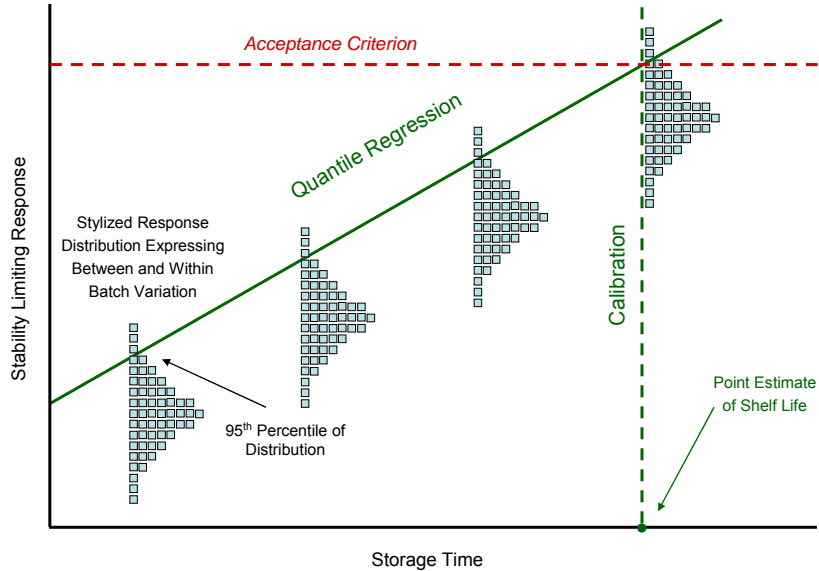 Acceptance Criterion
Quantile Regression
Stylized Response
Distribution Expressing
Between and Within
Batch Variation
95th Percentile of
Distribution
Calibration
Point Estimate
of Shelf Life
Stability Limiting Response
Storage Time